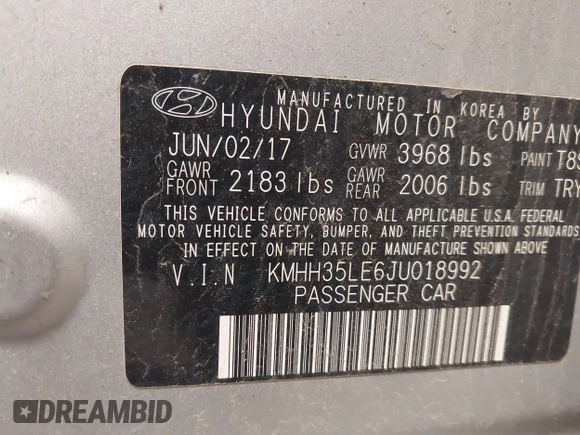 MANUFACTURED IN KOREA BY
HYUNDAI MOTOR COMPANY
JUN/02/17 GVWR 3968 lbs PAINT T8S
GAWR FRONT 2183 lbs GAWR REAR 2006 lbs TRIM TRY
THIS VEHICLE CONFORMS TO ALL APPLICABLE U.S.A. FEDERAL
MOTOR VEHICLE SAFETY, BUMPER, AND THEFT PREVENTION STANDARDS
IN EFFECT ON THE DATE OF MANUFACTURE SHOWN ABOVE.
V.I.N KMHH35LE6JU018992
PASSENGER CAR
DREAMBID